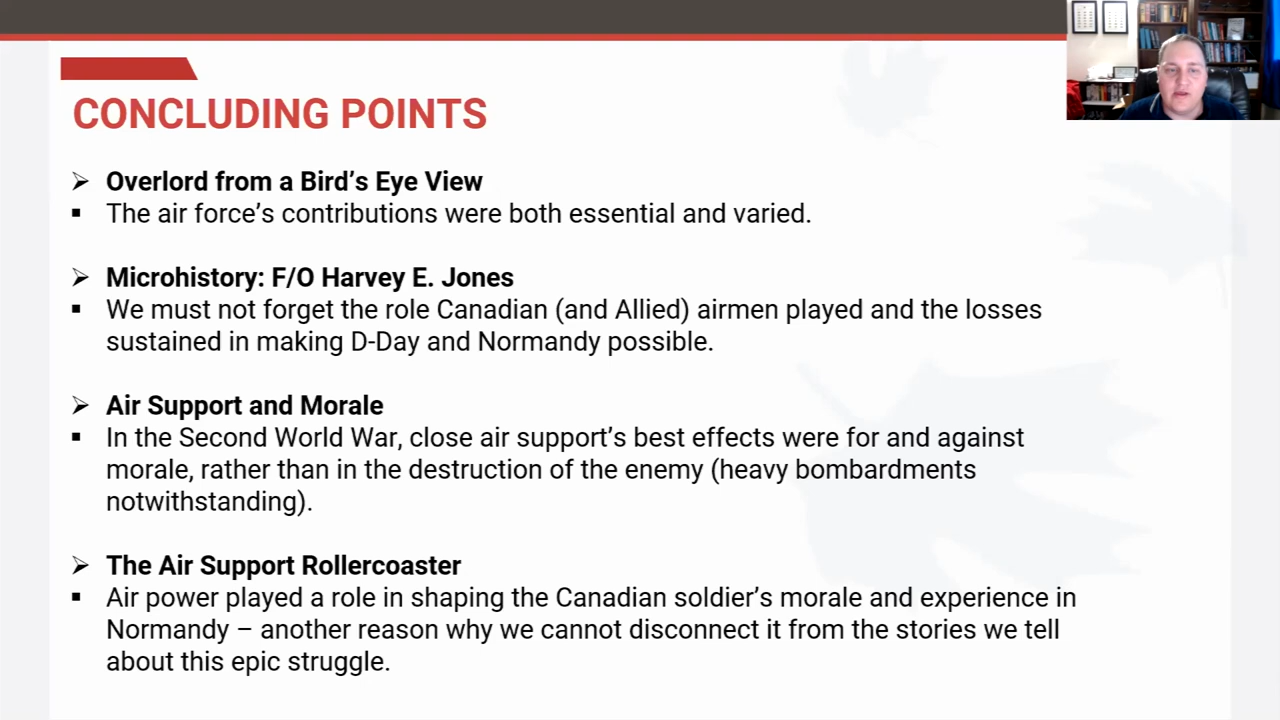 CONCLUDING POINTS
➢ Overlord from a Bird’s Eye View
▪ The air force’s contributions were both essential and varied.
➢ Microhistory: F/O Harvey E. Jones
▪ We must not forget the role Canadian (and Allied) airmen played and the losses
sustained in making D-Day and Normandy possible.
➢ Air Support and Morale
▪ In the Second World War, close air support’s best effects were for and against
morale, rather than in the destruction of the enemy (heavy bombardments
notwithstanding).
➢ The Air Support Rollercoaster
▪ Air power played a role in shaping the Canadian soldier’s morale and experience in
Normandy – another reason why we cannot disconnect it from the stories we tell
about this epic struggle.